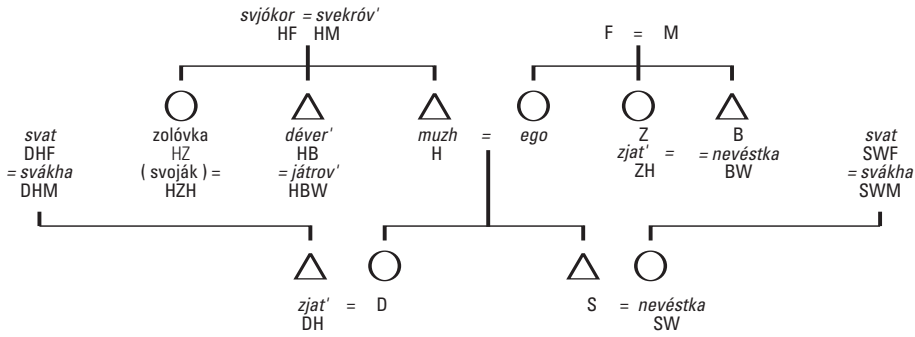 svjókor = svekróv'
HF HM
F = M
zolóvka
HZ
( svoják ) =
HZH
déver'
HB
= játrov'
HBW
muzh = ego
H
Z
zjat' =
ZH
B
= nevéstka
BW
svat
DHF
= svákha
DHM
svat
SWF
= svákha
SWM
zjat' = D
DH
S = nevéstka
SW